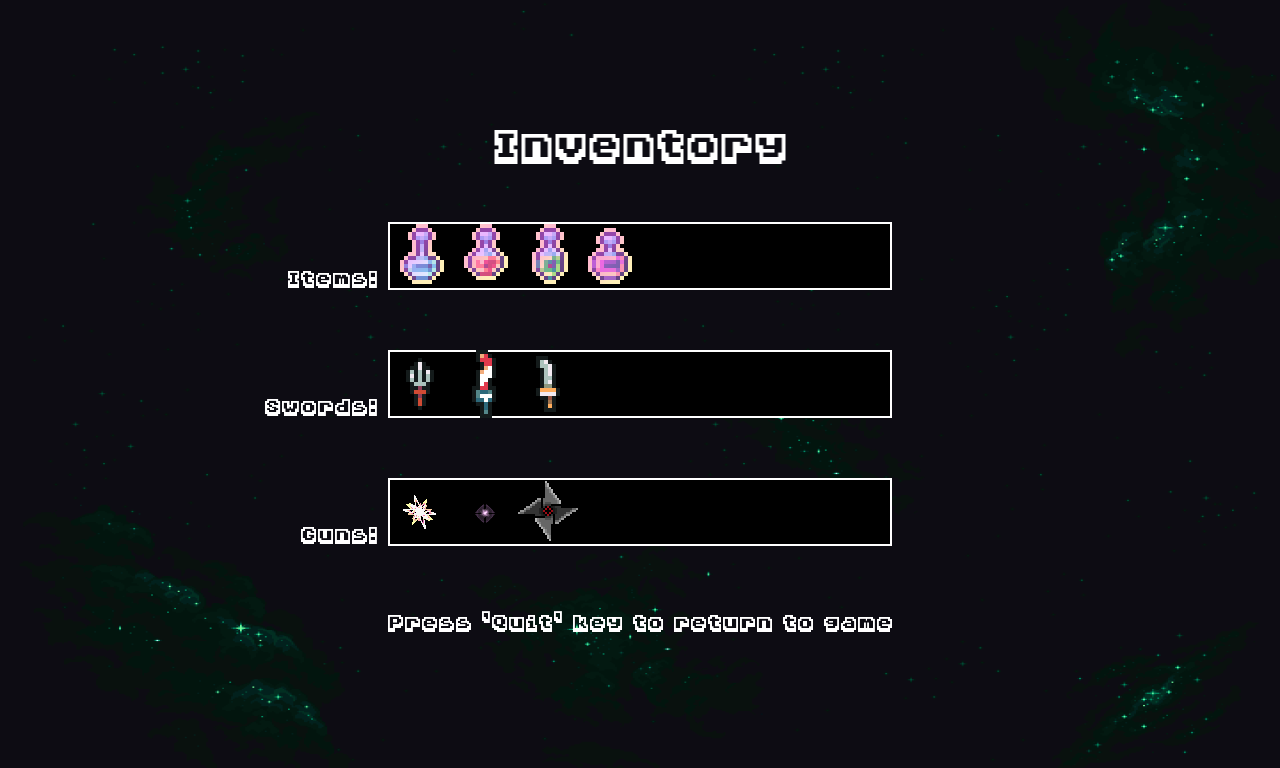 Inventory
Items:
Swords:
Guns:
Press 'Quit' key to return to game